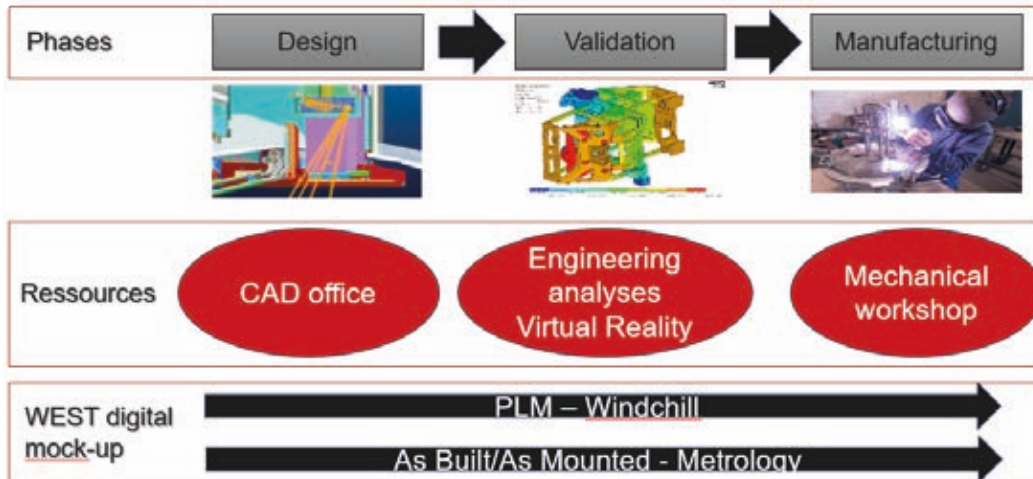 Phases
Design
Validation
Manufacturing
Ressources
CAD office
Engineering
analyses
Virtual Reality
Mechanical
workshop
WEST digital
mock-up
PLM – Windchill
As Built/As Mounted - Metrology